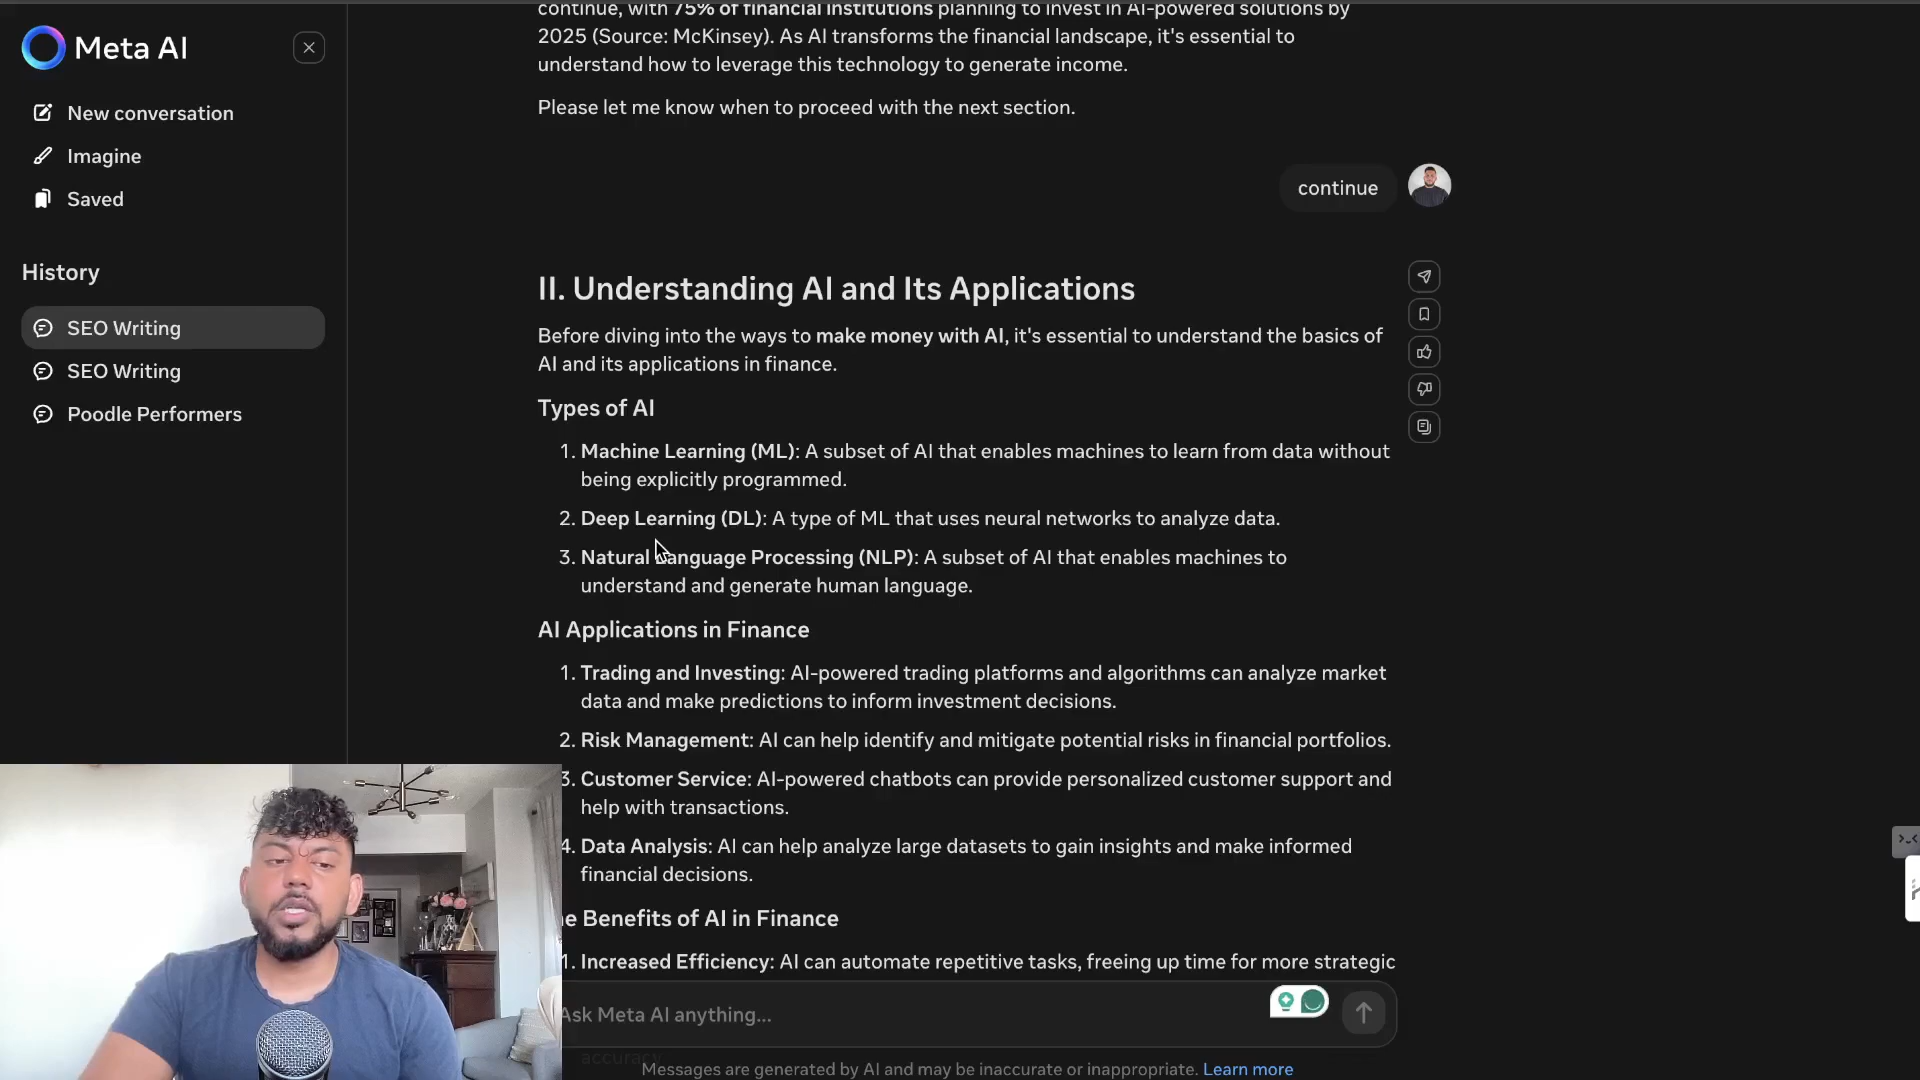 Meta AI
New conversation
Imagine
Saved
History
SEO Writing
SEO Writing
Poodle Performers
continue, with 75% of financial institutions planning to invest in AI-powered solutions by
2025 (Source: McKinsey). As AI transforms the financial landscape, it's essential to
understand how to leverage this technology to generate income.
Please let me know when to proceed with the next section.
continue
II. Understanding AI and Its Applications
Before diving into the ways to make money with AI, it's essential to understand the basics of
AI and its applications in finance.
Types of AI
1. Machine Learning (ML): A subset of AI that enables machines to learn from data without
being explicitly programmed.
2. Deep Learning (DL): A type of ML that uses neural networks to analyze data.
3. Natural Language Processing (NLP): A subset of AI that enables machines to
understand and generate human language.
AI Applications in Finance
1. Trading and Investing: AI-powered trading platforms and algorithms can analyze market
data and make predictions to inform investment decisions.
2. Risk Management: AI can help identify and mitigate potential risks in financial portfolios.
3. Customer Service: AI-powered chatbots can provide personalized customer support and
help with transactions.
4. Data Analysis: AI can help analyze large datasets to gain insights and make informed
financial decisions.
e Benefits of AI in Finance
1. Increased Efficiency: AI can automate repetitive tasks, freeing up time for more strategic
Ask Meta AI anything...
accuracy
Messages are generated by AI and may be inaccurate or inappropriate. Learn more